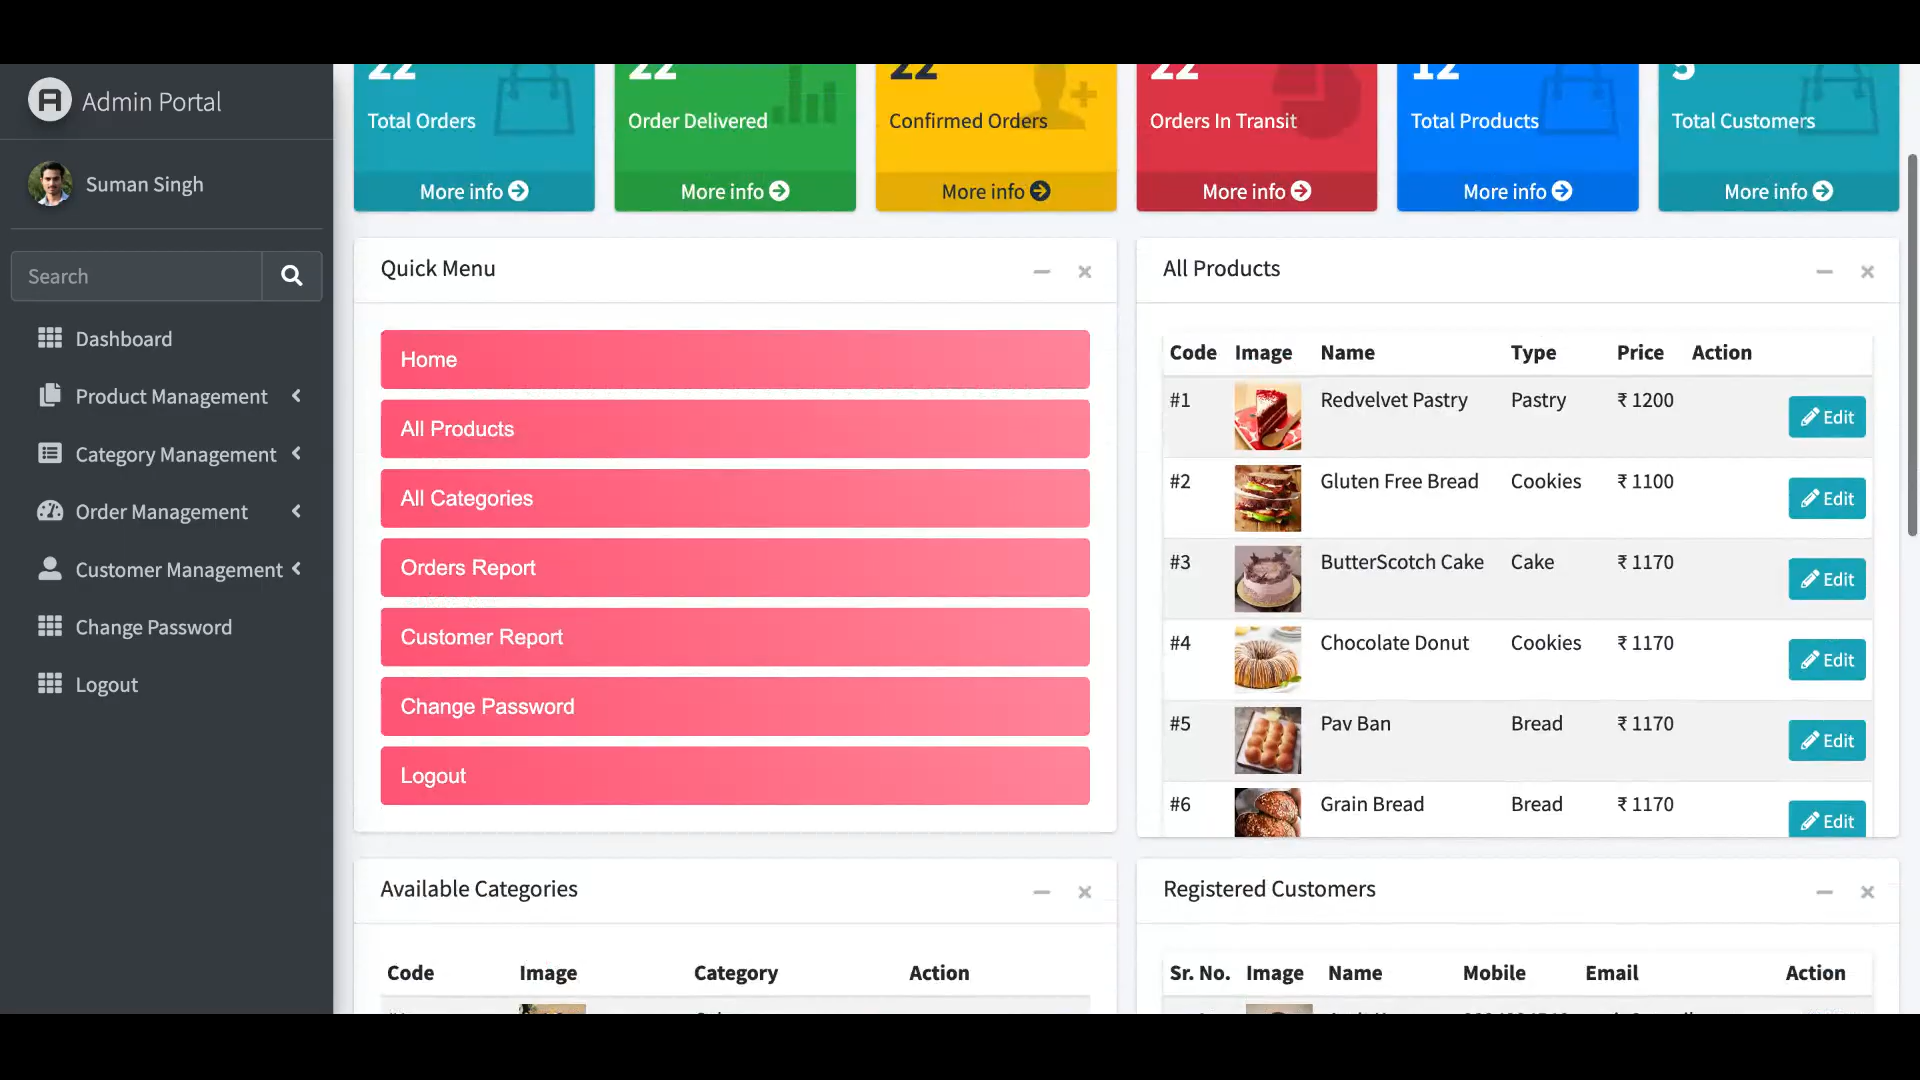 Admin Portal
Suman Singh
Search
Dashboard
Product Management
Category Management
Order Management
Customer Management
Change Password
Logout
22 22 22 22 12 5
Total Orders Order Delivered Confirmed Orders Orders In Transit Total Products Total Customers
More info More info More info More info More info More info
Quick Menu
Home
All Products
All Categories
Orders Report
Customer Report
Change Password
Logout
All Products
Code Image Name Type Price Action
#1 Redvelvet Pastry Pastry ₹ 1200 Edit
#2 Gluten Free Bread Cookies ₹ 1100 Edit
#3 ButterScotch Cake Cake ₹ 1170 Edit
#4 Chocolate Donut Cookies ₹ 1170 Edit
#5 Pav Ban Bread ₹ 1170 Edit
#6 Grain Bread Bread ₹ 1170 Edit
Available Categories
Code Image Category Action
Registered Customers
Sr. No. Image Name Mobile Email Action